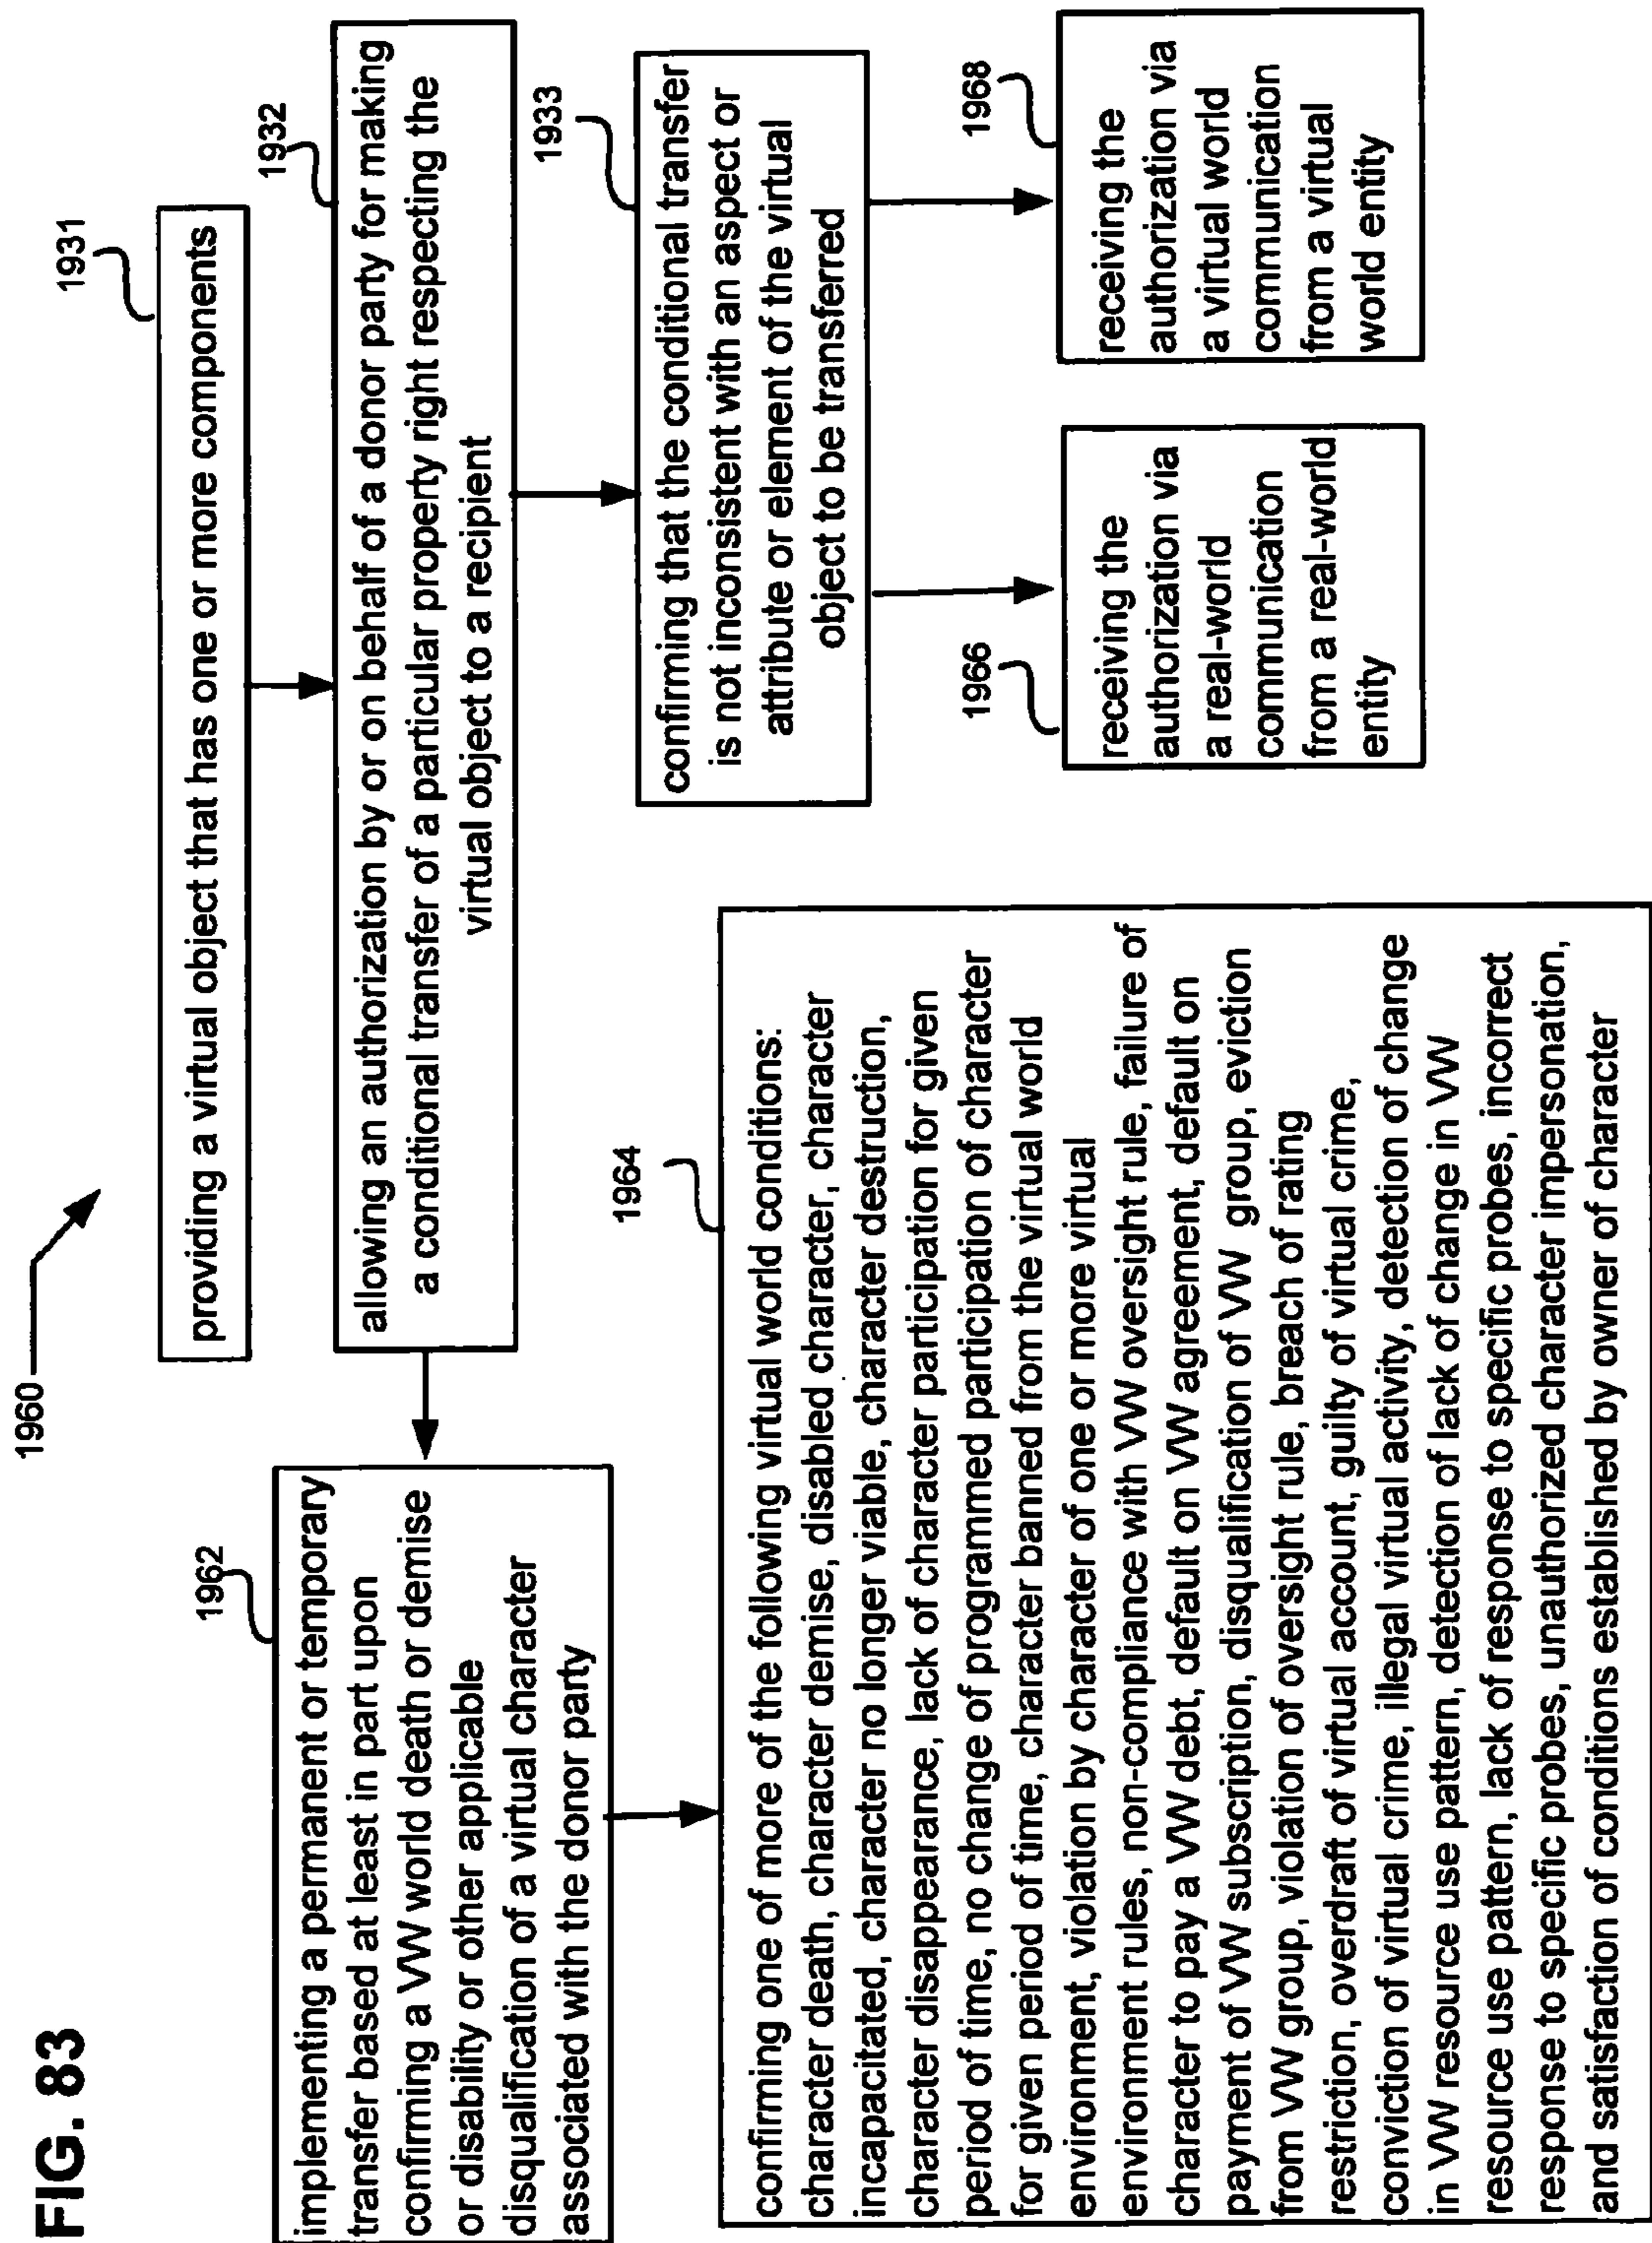 FIG. 83
1960
1931
providing a virtual object that has one or more components
1932
allowing an authorization by or on behalf of a donor party for making
a conditional transfer of a particular property right respecting the
virtual object to a recipient
1962
implementing a permanent or temporary
transfer based at least in part upon
confirming a VW world death or demise
or disability or other applicable
disqualification of a virtual character
associated with the donor party
1933
confirming that the conditional transfer
is not inconsistent with an aspect or
attribute or element of the virtual
object to be transferred
1964
confirming one of more of the following virtual world conditions:
character death, character demise, disabled character, character
incapacitated, character no longer viable, character destruction,
character disappearance, lack of character participation for given
period of time, no change of programmed participation of character
for given period of time, character banned from the virtual world
environment, violation by character of one or more virtual
environment rules, non-compliance with VW oversight rule, failure of
character to pay a VW debt, default on VW agreement, default on
payment of VW subscription, disqualification of VW group, eviction
from VW group, violation of oversight rule, breach of rating
restriction, overdraft of virtual account, guilty of virtual crime,
conviction of virtual crime, illegal virtual activity, detection of change
in VW resource use pattern, detection of lack of change in VW
resource use pattern, lack of response to specific probes, incorrect
response to specific probes, unauthorized character impersonation,
and satisfaction of conditions established by owner of character
1966
receiving the
authorization via
a real-world
communication
from a real-world
entity
1968
receiving the
authorization via
a virtual world
communication
from a virtual
world entity